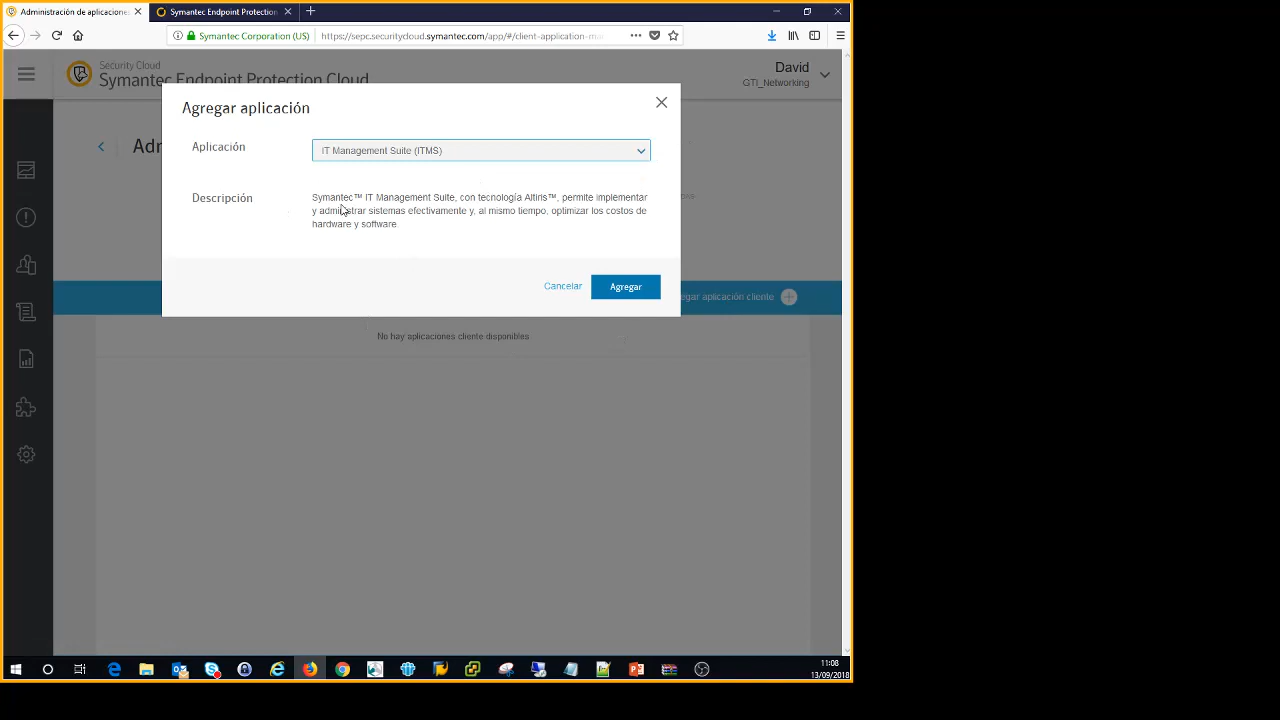 Administración de aplicacione
Symantec Endpoint Protection
Symantec Corporation (US)
https://sepc.securitycloud.symantec.com/app/#/client-application-ma
Security Cloud
Symantec Endpoint Protection Cloud
David
GTI_Networking
Adr
Agregar aplicación
Aplicación
IT Management Suite (ITMS)
Descripción
Symantec™ IT Management Suite, con tecnología Altiris™, permite implementar
y administrar sistemas efectivamente y, al mismo tiempo, optimizar los costos de
hardware y software.
Cancelar
Agregar
egar aplicación cliente
No hay aplicaciones cliente disponibles
11:08
13/09/2018